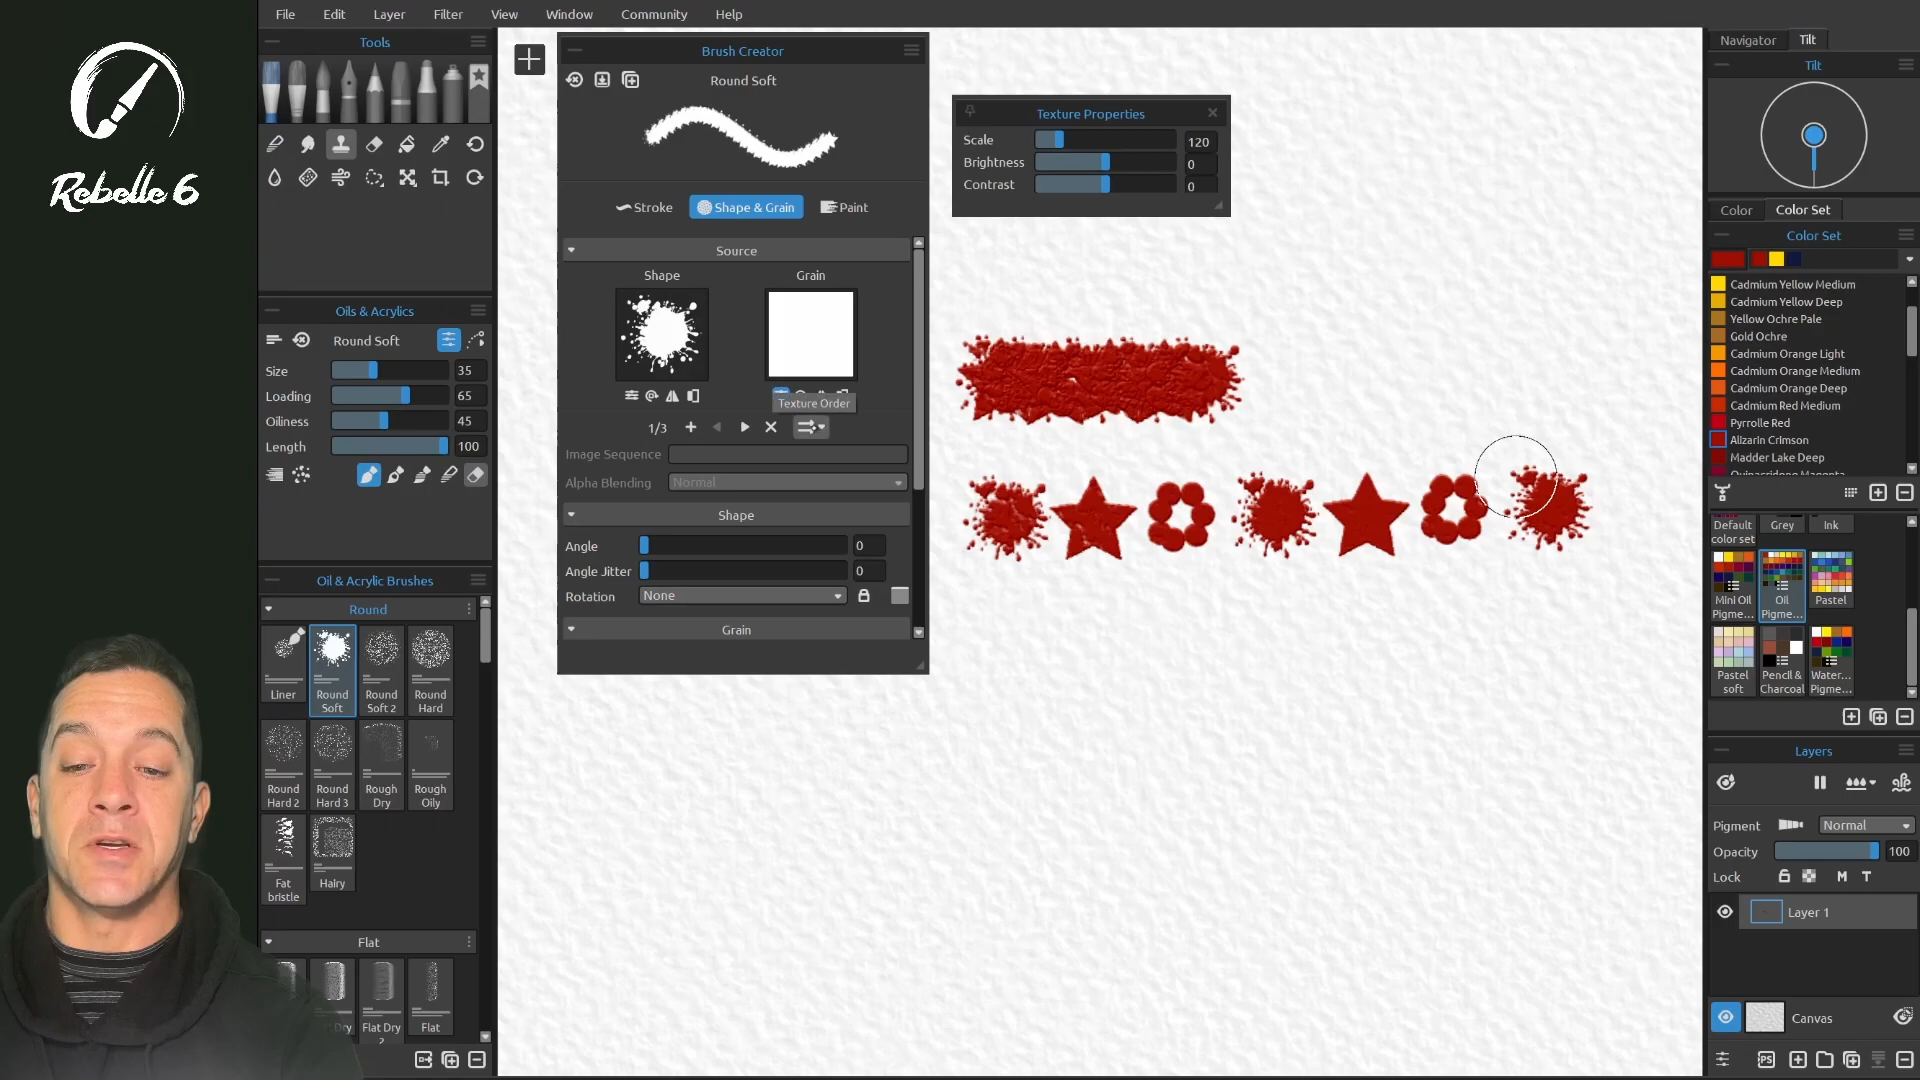 Rebelle 6
File Edit Layer Filter View Window Community Help
Tools
Oils & Acrylics
Round Soft
Size 35
Loading 65
Oiliness 45
Length 100
Oil & Acrylic Brushes
Round
Liner
Round Soft
Round Soft 2
Round Hard
Round Hard 2
Round Hard 3
Rough Dry
Rough Oily
Fat bristle
Hairy
Flat
Dry
Flat Dry 2
Flat
Brush Creator
Round Soft
Stroke Shape & Grain Paint
Source
Shape Grain
Texture Order
1/3
Image Sequence
Alpha Blending Normal
Shape
Angle 0
Angle Jitter 0
Rotation None
Grain
Texture Properties
Scale 120
Brightness 0
Contrast 0
Navigator Tilt
Tilt
Color Color Set
Color Set
Cadmium Yellow Medium
Cadmium Yellow Deep
Yellow Ochre Pale
Gold Ochre
Cadmium Orange Light
Cadmium Orange Medium
Cadmium Orange Deep
Cadmium Red Medium
Pyrrolle Red
Alizarin Crimson
Madder Lake Deep
Quinacridone Magenta
Default color set
Grey
Ink
Mini Oil Pigme...
Oil Pigme...
Pastel
Pastel soft
Pencil & Charcoal
Water... Pigme...
Layers
Pigment Normal
Opacity 100
Lock M T
Layer 1
Canvas
PS